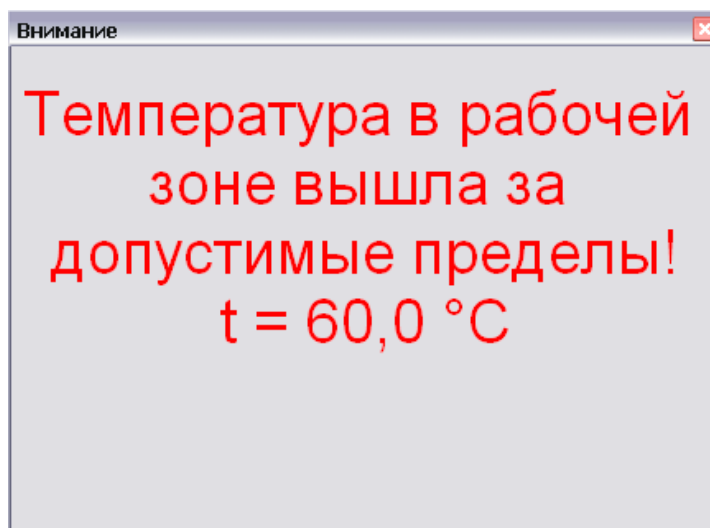 Внимание
Температура в рабочей
зоне вышла за
допустимые пределы!
t = 60,0 °C